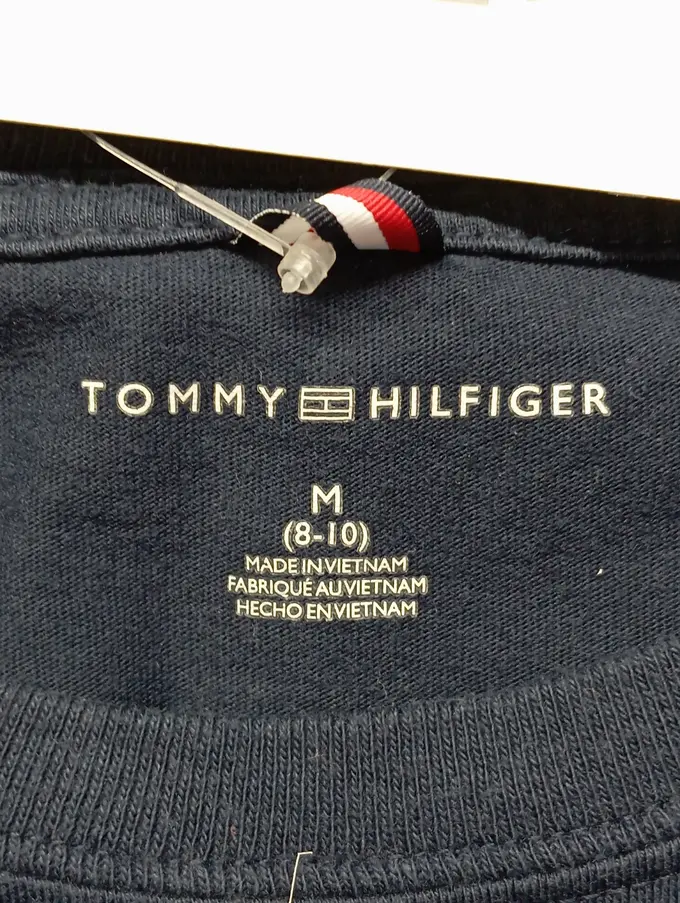 TOMMY HILFIGER
M
(8-10)
MADE IN VIETNAM
FABRIQUÉ AU VIETNAM
HECHO EN VIETNAM